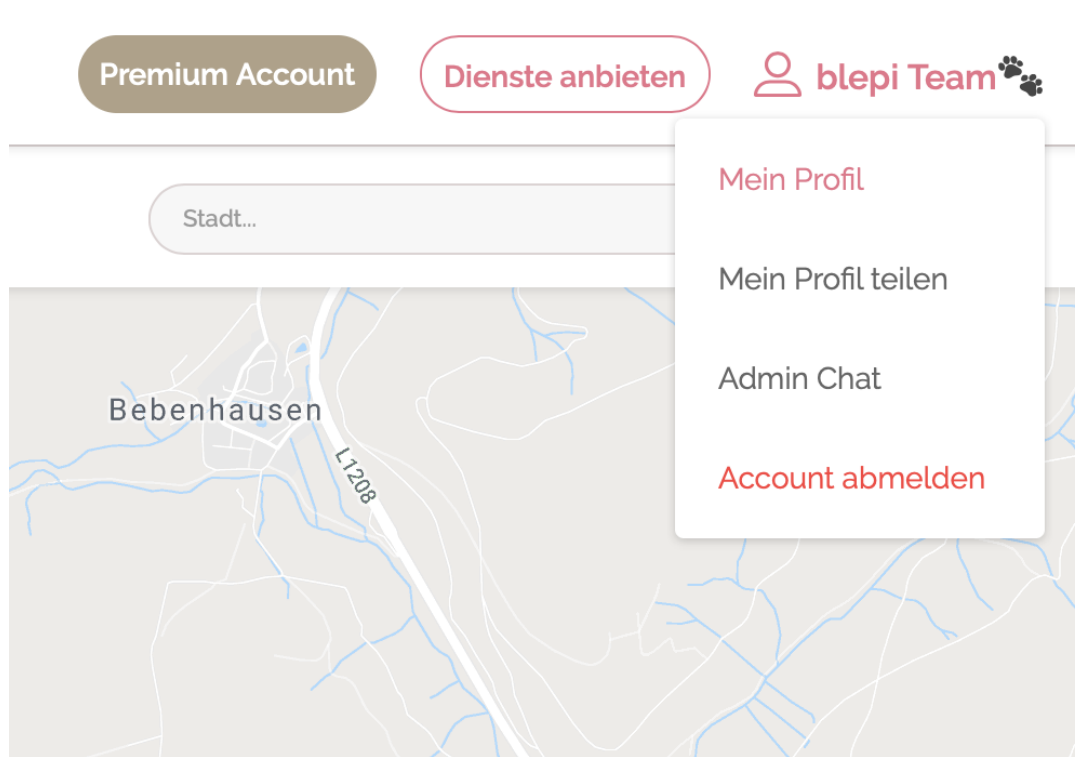 Premium Account
Dienste anbieten
blepi Team🐾
Stadt...
Mein Profil
Mein Profil teilen
Admin Chat
Account abmelden
Bebenhausen
L1208